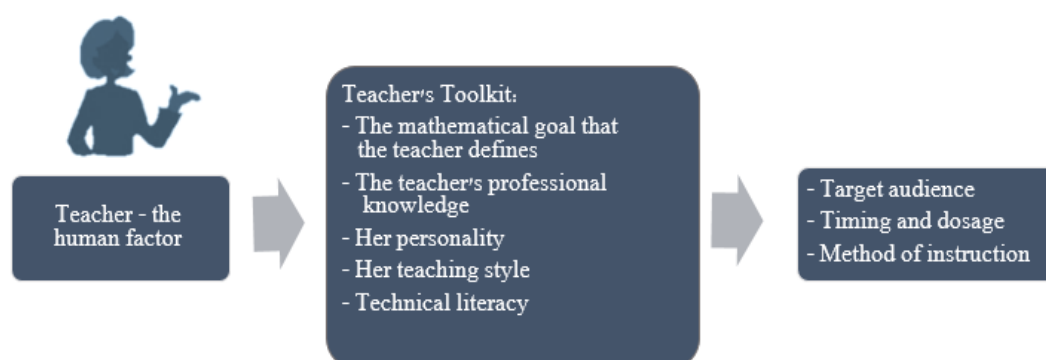 Teacher - the
human factor
Teacher's Toolkit:
- The mathematical goal that
the teacher defines
- The teacher's professional
knowledge
- Her personality
- Her teaching style
- Technical literacy
- Target audience
- Timing and dosage
- Method of instruction